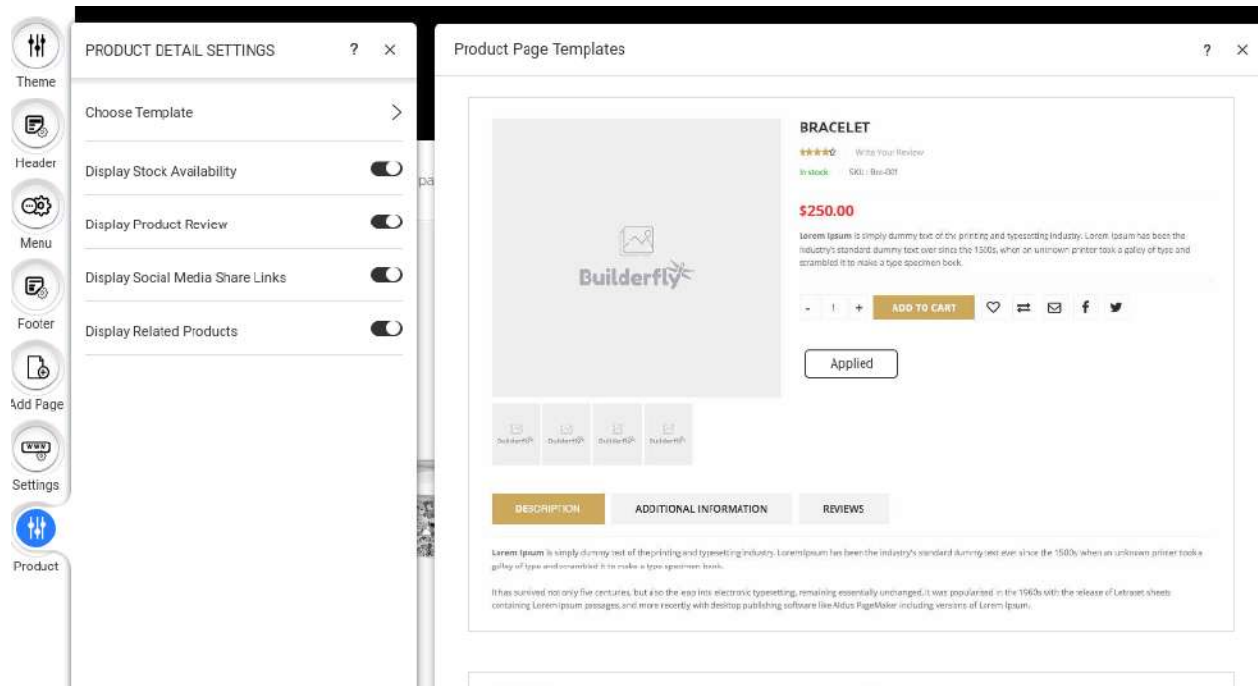 Theme
Header
Menu
Footer
Add Page
Settings
Product
PRODUCT DETAIL SETTINGS ? ×
Choose Template
Display Stock Availability
Display Product Review
Display Social Media Share Links
Display Related Products
pa
Product Page Templates ? ×
Builderfly
BRACELET
Write Your Review
In stock SKU : Brc-001
$250.00
Lorem Ipsum is simply dummy text of the printing and typesetting industry. Lorem Ipsum has been the
industry's standard dummy text ever since the 1500s, when an unknown printer took a galley of type and
scrambled it to make a type specimen book.
- 1 + ADD TO CART
Applied
Builderfly Builderfly Builderfly Builderfly
DESCRIPTION ADDITIONAL INFORMATION REVIEWS
Lorem Ipsum is simply dummy text of the printing and typesetting industry. Lorem Ipsum has been the industry's standard dummy text ever since the 1500s, when an unknown printer took a
galley of type and scrambled it to make a type specimen book.
It has survived not only five centuries, but also the leap into electronic typesetting, remaining essentially unchanged. It was popularised in the 1960s with the release of Letraset sheets
containing Lorem Ipsum passages, and more recently with desktop publishing software like Aldus PageMaker including versions of Lorem Ipsum.